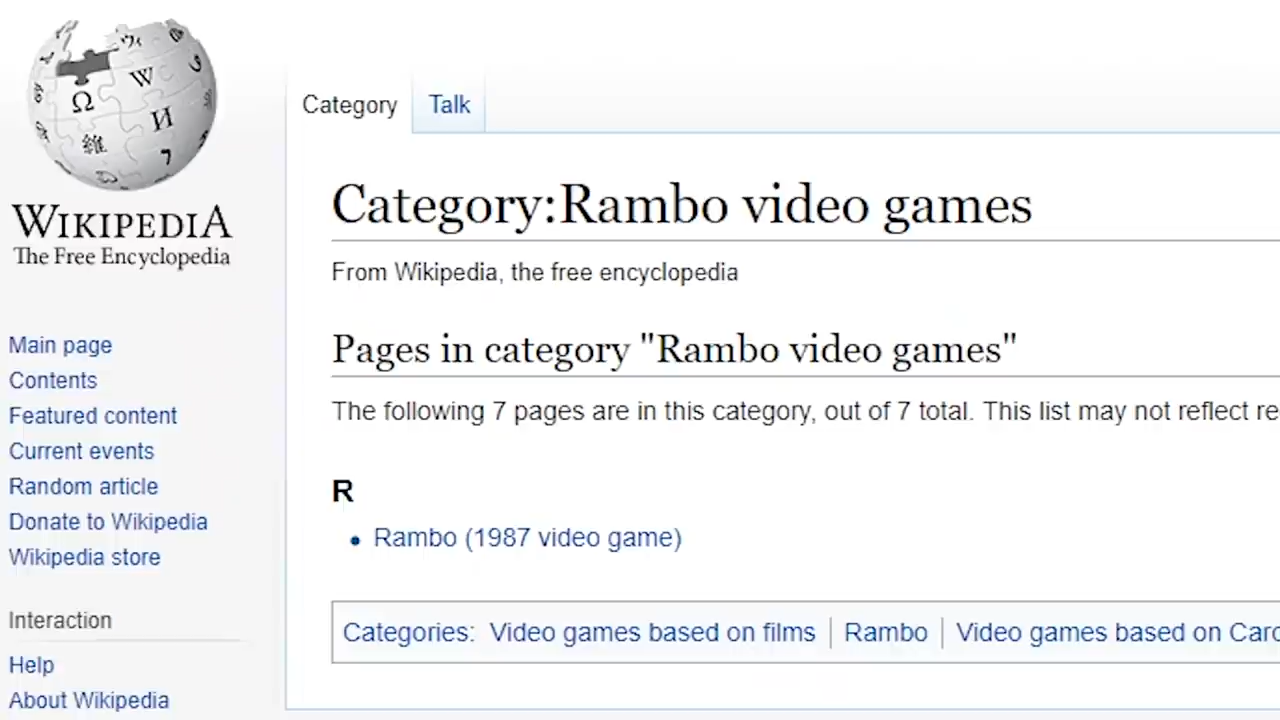 WIKIPEDIA
The Free Encyclopedia
Main page
Contents
Featured content
Current events
Random article
Donate to Wikipedia
Wikipedia store
Interaction
Help
About Wikipedia
Category
Talk
Category:Rambo video games
From Wikipedia, the free encyclopedia
Pages in category "Rambo video games"
The following 7 pages are in this category, out of 7 total. This list may not reflect re
R
• Rambo (1987 video game)
Categories: Video games based on films | Rambo | Video games based on Caro